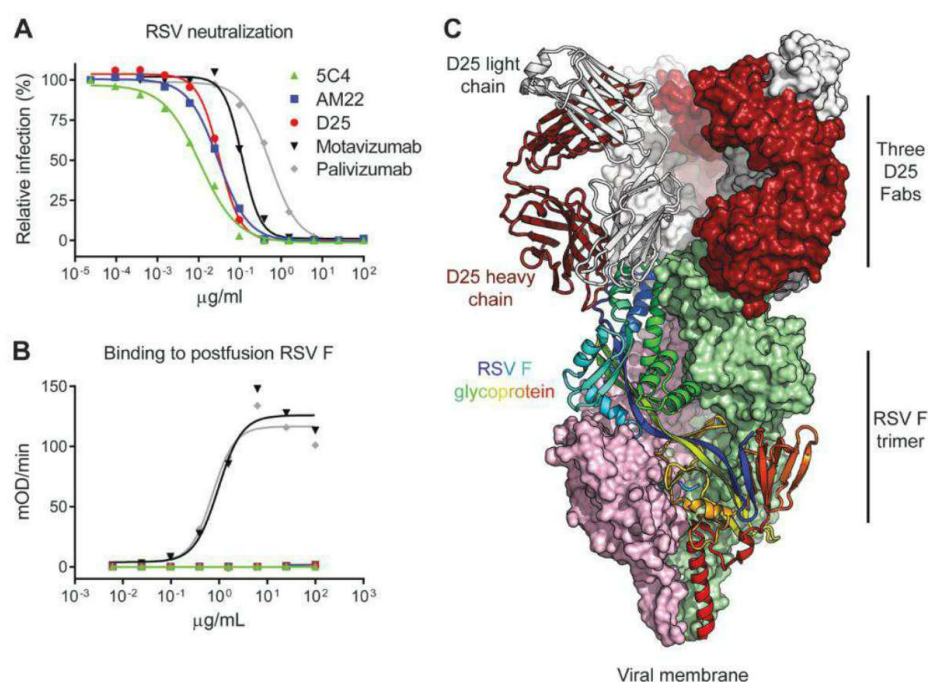 A
RSV neutralization
Relative infection (%)
100
75
50
25
0
5C4
AM22
D25
Motavizumab
Palivizumab
10-5 10-4 10-3 10-2 10-1 100 101 102
μg/ml
B
Binding to postfusion RSV F
mOD/min
150
100
50
0
10-3 10-2 10-1 100 101 102 103
μg/mL
C
D25 light
chain
D25 heavy
chain
RSV F
glycoprotein
Three
D25
Fabs
RSV F
trimer
Viral membrane